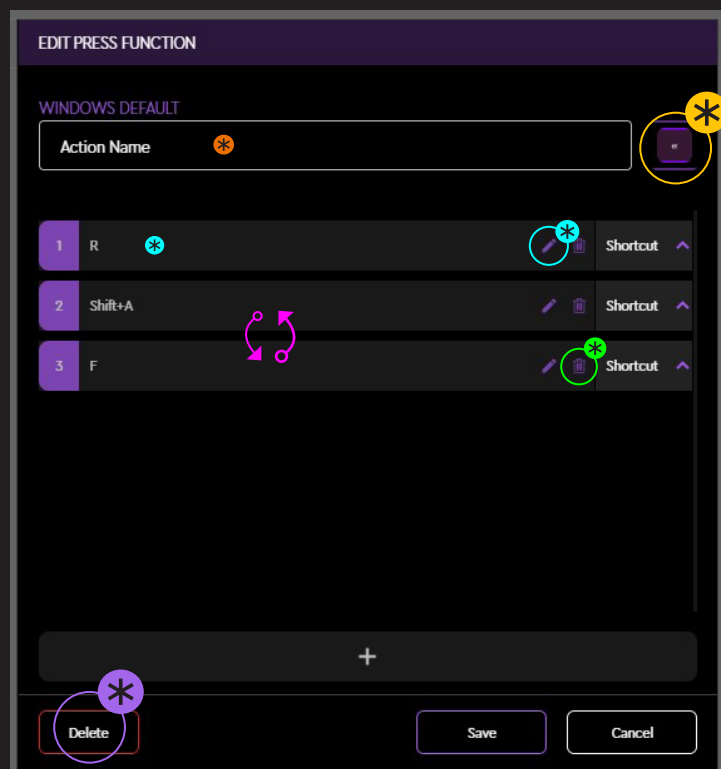 EDIT PRESS FUNCTION
WINDOWS DEFAULT
Action Name
1 R Shortcut
2 Shift+A Shortcut
3 F Shortcut
+
Delete Save Cancel